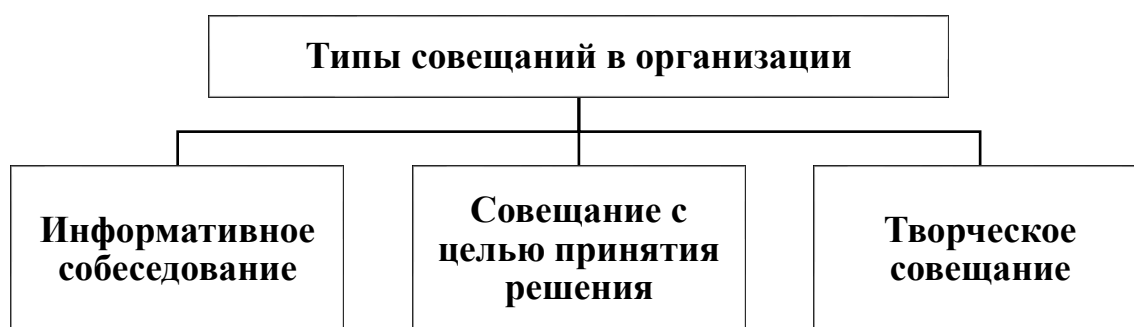 Типы совещаний в организации
Информативное
собеседование
Совещание с
целью принятия
решения
Творческое
совещание